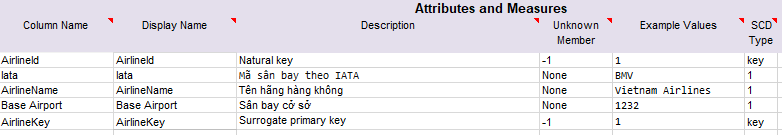 Attributes and Measures
Column Name Display Name Description Unknown Member Example Values SCD Type
AirlineId AirlineId Natural key -1 1 key
Iata Iata Mã sân bay theo IATA None BMV 1
AirlineName AirlineName Tên hãng hàng không None Vietnam Airlines 1
Base Airport Base Airport Sân bay cở sở None 1232 1
AirlineKey AirlineKey Surrogate primary key -1 1 key